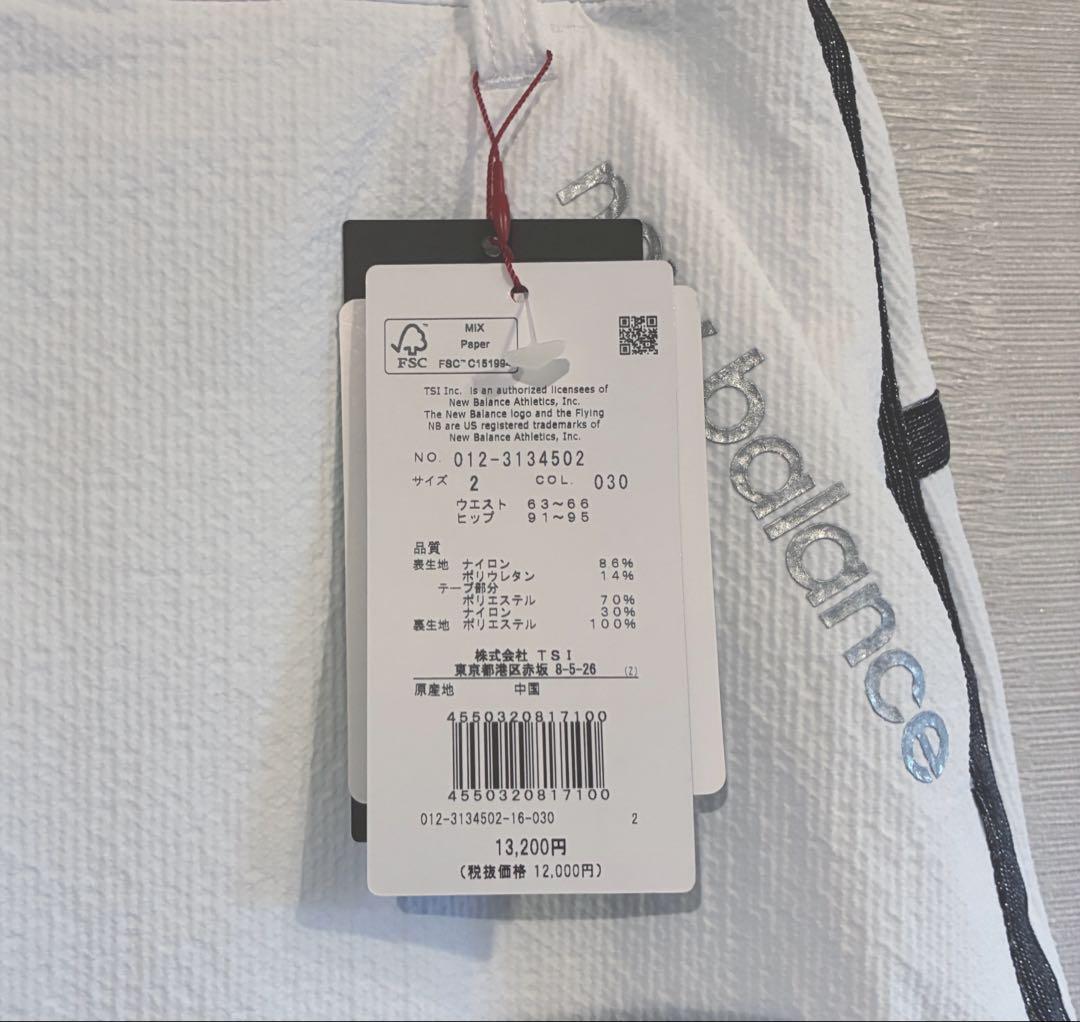 MIX
Paper
FSC
FSC™ C15199
TSI Inc. is an authorized licensees of
New Balance Athletics, Inc.
The New Balance logo and the Flying
NB are US registered trademarks of
New Balance Athletics, Inc.
NO. 012-3134502
サイズ 2 COL. 030
ウエスト 63～66
ヒップ 91～95
品質
表生地 ナイロン 86%
ポリウレタン 14%
テープ部分
ポリエステル 70%
ナイロン 30%
裏生地 ポリエステル 100%
株式会社 TSI
東京都港区赤坂 8-5-26 (2)
原産地 中国
4550320817100
4550320817100
012-3134502-16-030 2
13,200円
(税抜価格 12,000円)
balance